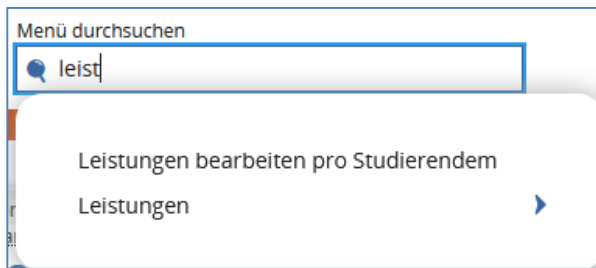 Menü durchsuchen
leist
Leistungen bearbeiten pro Studierendem
Leistungen